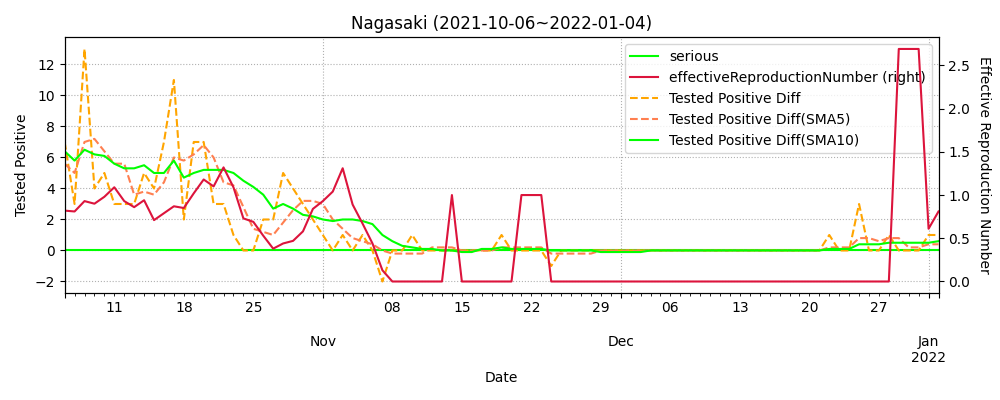 Nagasaki (2021-10-06~2022-01-04)
serious
effectiveReproductionNumber (right)
Tested Positive Diff
Tested Positive Diff(SMA5)
Tested Positive Diff(SMA10)
Tested Positive
12
10
8
6
4
2
0
−2
2.5
2.0
1.5
1.0
0.5
0.0
Effective Reproduction Number
11 18 25 08 15 22 29 06 13 20 27
Nov Dec Jan
2022
Date